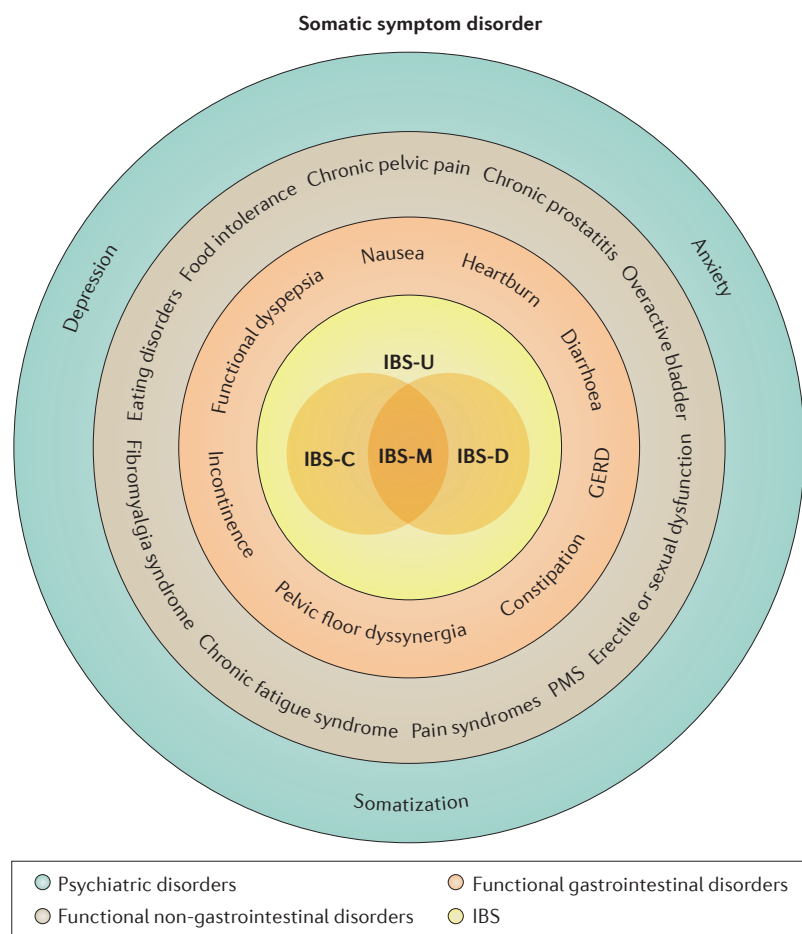 Somatic symptom disorder
Depression
Anxiety
Somatization
Eating disorders
Food intolerance
Chronic pelvic pain
Chronic prostatitis
Overactive bladder
Erectile or sexual dysfunction
PMS
Pain syndromes
Chronic fatigue syndrome
Fibromyalgia syndrome
Functional dyspepsia
Nausea
Heartburn
Diarrhoea
GERD
Constipation
Pelvic floor dyssynergia
Incontinence
IBS-U
IBS-C
IBS-M
IBS-D
Psychiatric disorders
Functional gastrointestinal disorders
Functional non-gastrointestinal disorders
IBS